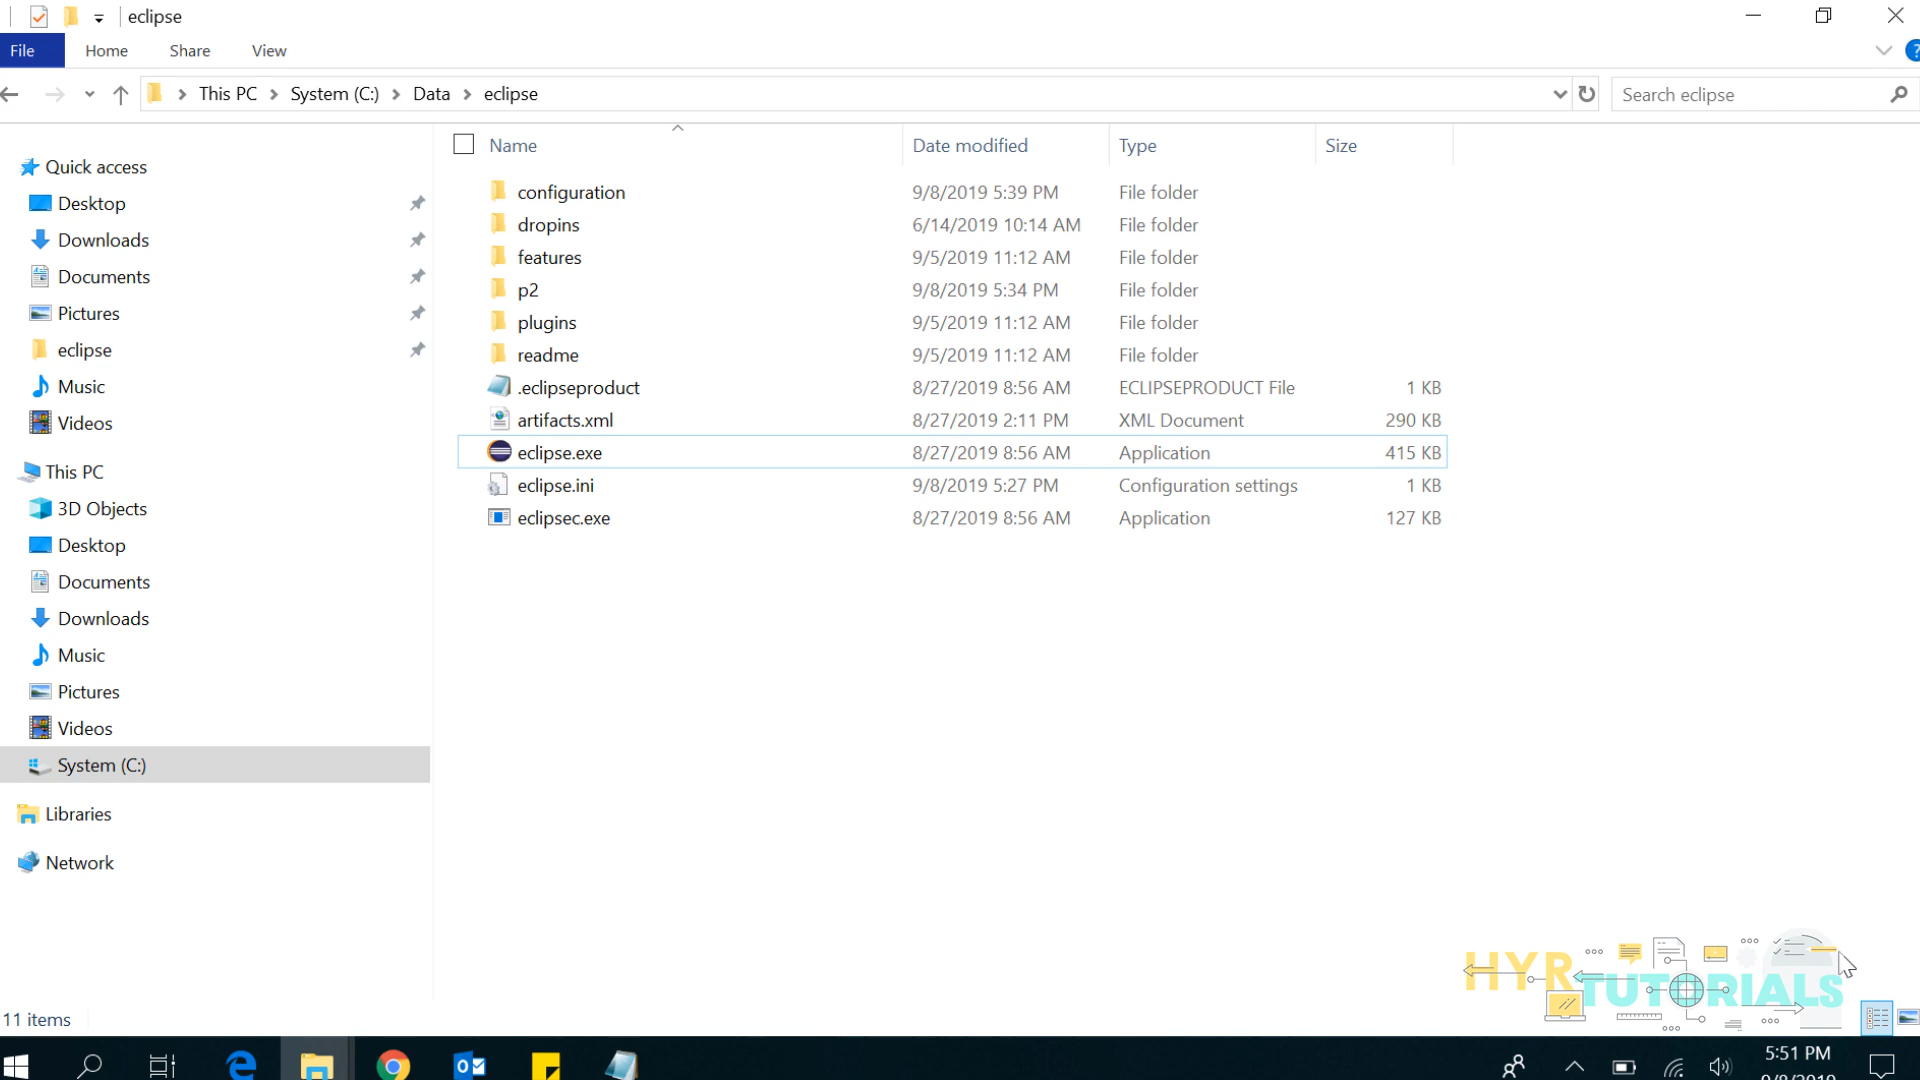 eclipse
File Home Share View
This PC System (C:) Data eclipse Search eclipse
Name Date modified Type Size
Quick access
Desktop
Downloads
Documents
Pictures
eclipse
Music
Videos
This PC
3D Objects
Desktop
Documents
Downloads
Music
Pictures
Videos
System (C:)
Libraries
Network
configuration 9/8/2019 5:39 PM File folder
dropins 6/14/2019 10:14 AM File folder
features 9/5/2019 11:12 AM File folder
p2 9/8/2019 5:34 PM File folder
plugins 9/5/2019 11:12 AM File folder
readme 9/5/2019 11:12 AM File folder
.eclipseproduct 8/27/2019 8:56 AM ECLIPSEPRODUCT File 1 KB
artifacts.xml 8/27/2019 2:11 PM XML Document 290 KB
eclipse.exe 8/27/2019 8:56 AM Application 415 KB
eclipse.ini 9/8/2019 5:27 PM Configuration settings 1 KB
eclipsec.exe 8/27/2019 8:56 AM Application 127 KB
HYR TUTORIALS
11 items
5:51 PM
9/8/2019